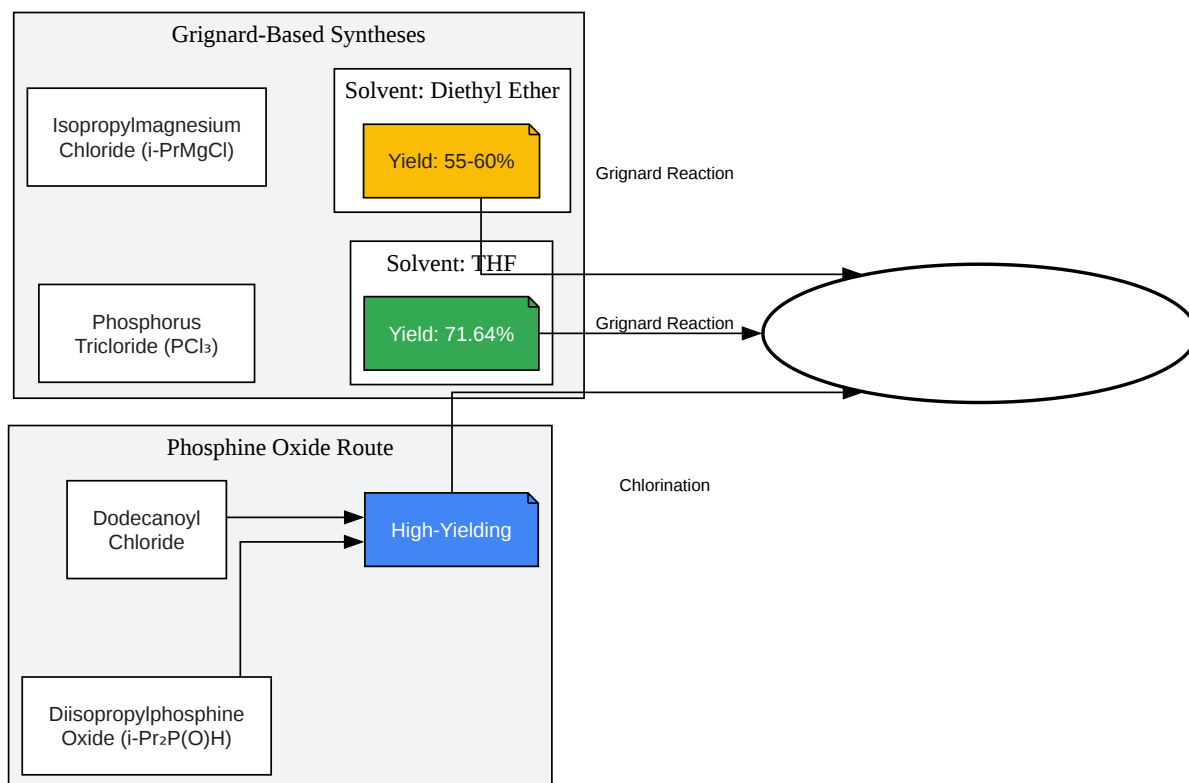 Grignard-Based Syntheses
Isopropylmagnesium
Chloride (i-PrMgCl)
Solvent: Diethyl Ether
Yield: 55-60%
Grignard Reaction
Phosphorus
Tricloride (PCl₃)
Solvent: THF
Yield: 71.64%
Grignard Reaction
Phosphine Oxide Route
Dodecanoyl
Chloride
High-Yielding
Chlorination
Diisopropylphosphine
Oxide (i-Pr₂P(O)H)